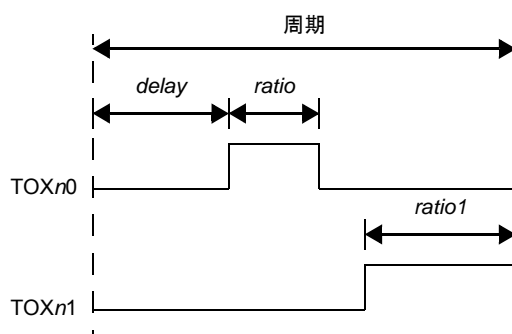 周期
delay ratio
TOXn0
ratio1
TOXn1